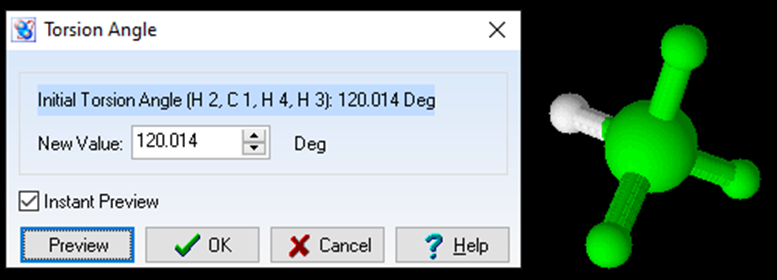 Torsion Angle
Initial Torsion Angle (H 2, C 1, H 4, H 3): 120.014 Deg
New Value: 120.014 Deg
Instant Preview
Preview OK Cancel ? Help